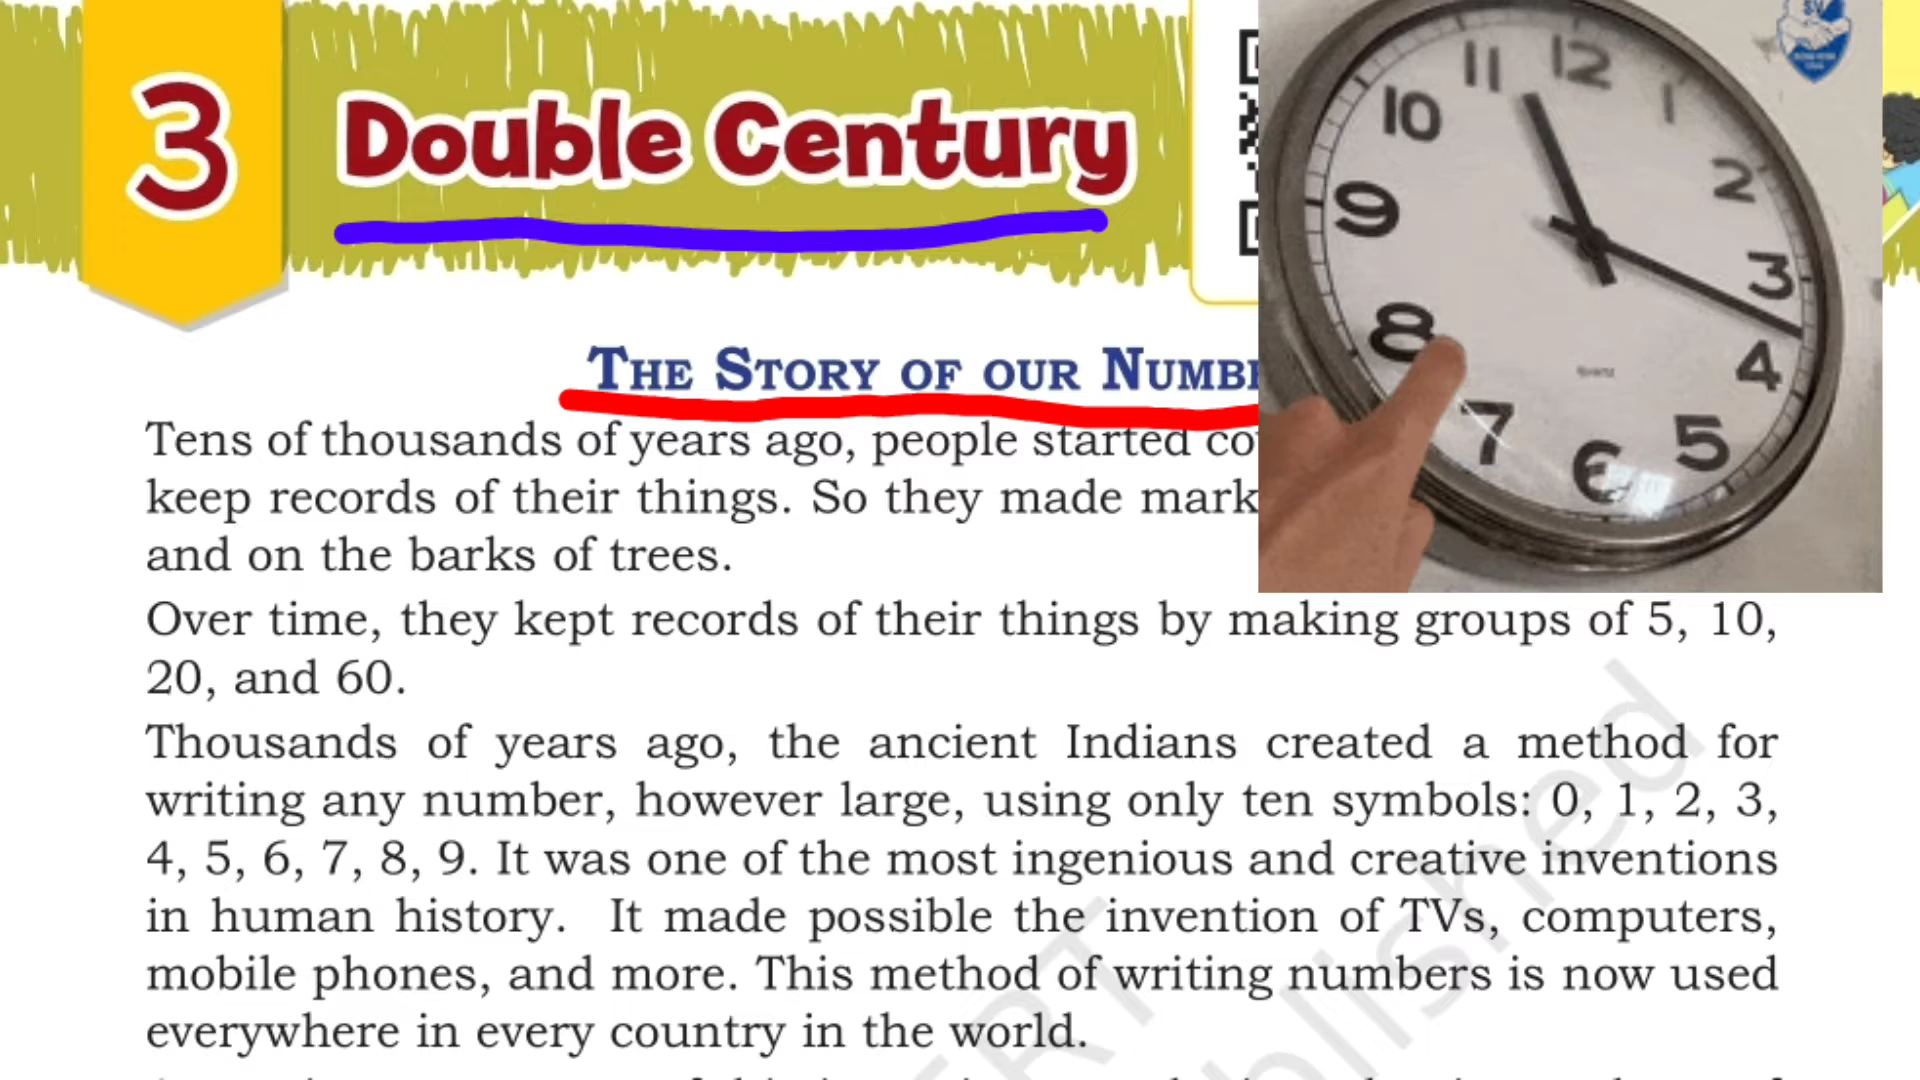 3
Double Century
THE STORY OF OUR
Tens of thousands of years ago, people started
keep records of their things. So they made
and on the barks of trees.
Over time, they kept records of their things by making groups of 5, 10,
20, and 60.
Thousands of years ago, the ancient Indians created a method for
writing any number, however large, using only ten symbols: 0, 1, 2, 3,
4, 5, 6, 7, 8, 9. It was one of the most ingenious and creative inventions
in human history. It made possible the invention of TVs, computers,
mobile phones, and more. This method of writing numbers is now used
everywhere in every country in the world.
12
1
2
3
4
5
6
7
8
9
10
11
QUARTZ
SV